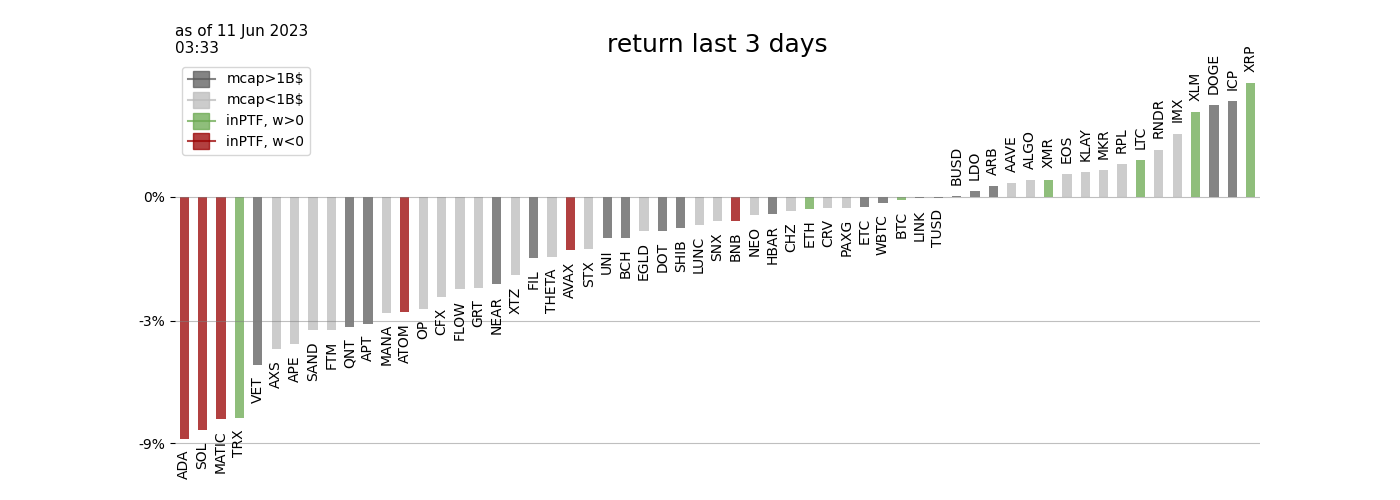 as of 11 Jun 2023
03:33
return last 3 days
mcap>1B$
mcap<1B$
inPTF, w>0
inPTF, w<0
0%
-3%
-9%
ADA
SOL
MATIC
TRX
VET
AXS
APE
SAND
FTM
QNT
APT
MANA
ATOM
OP
CFX
FLOW
GRT
NEAR
XTZ
FIL
THETA
AVAX
STX
UNI
BCH
EGLD
DOT
SHIB
LUNC
SNX
BNB
NEO
HBAR
CHZ
ETH
CRV
PAXG
ETC
WBTC
BTC
LINK
TUSD
BUSD
LDO
ARB
AAVE
ALGO
XMR
EOS
KLAY
MKR
RPL
LTC
RNDR
IMX
XLM
DOGE
ICP
XRP